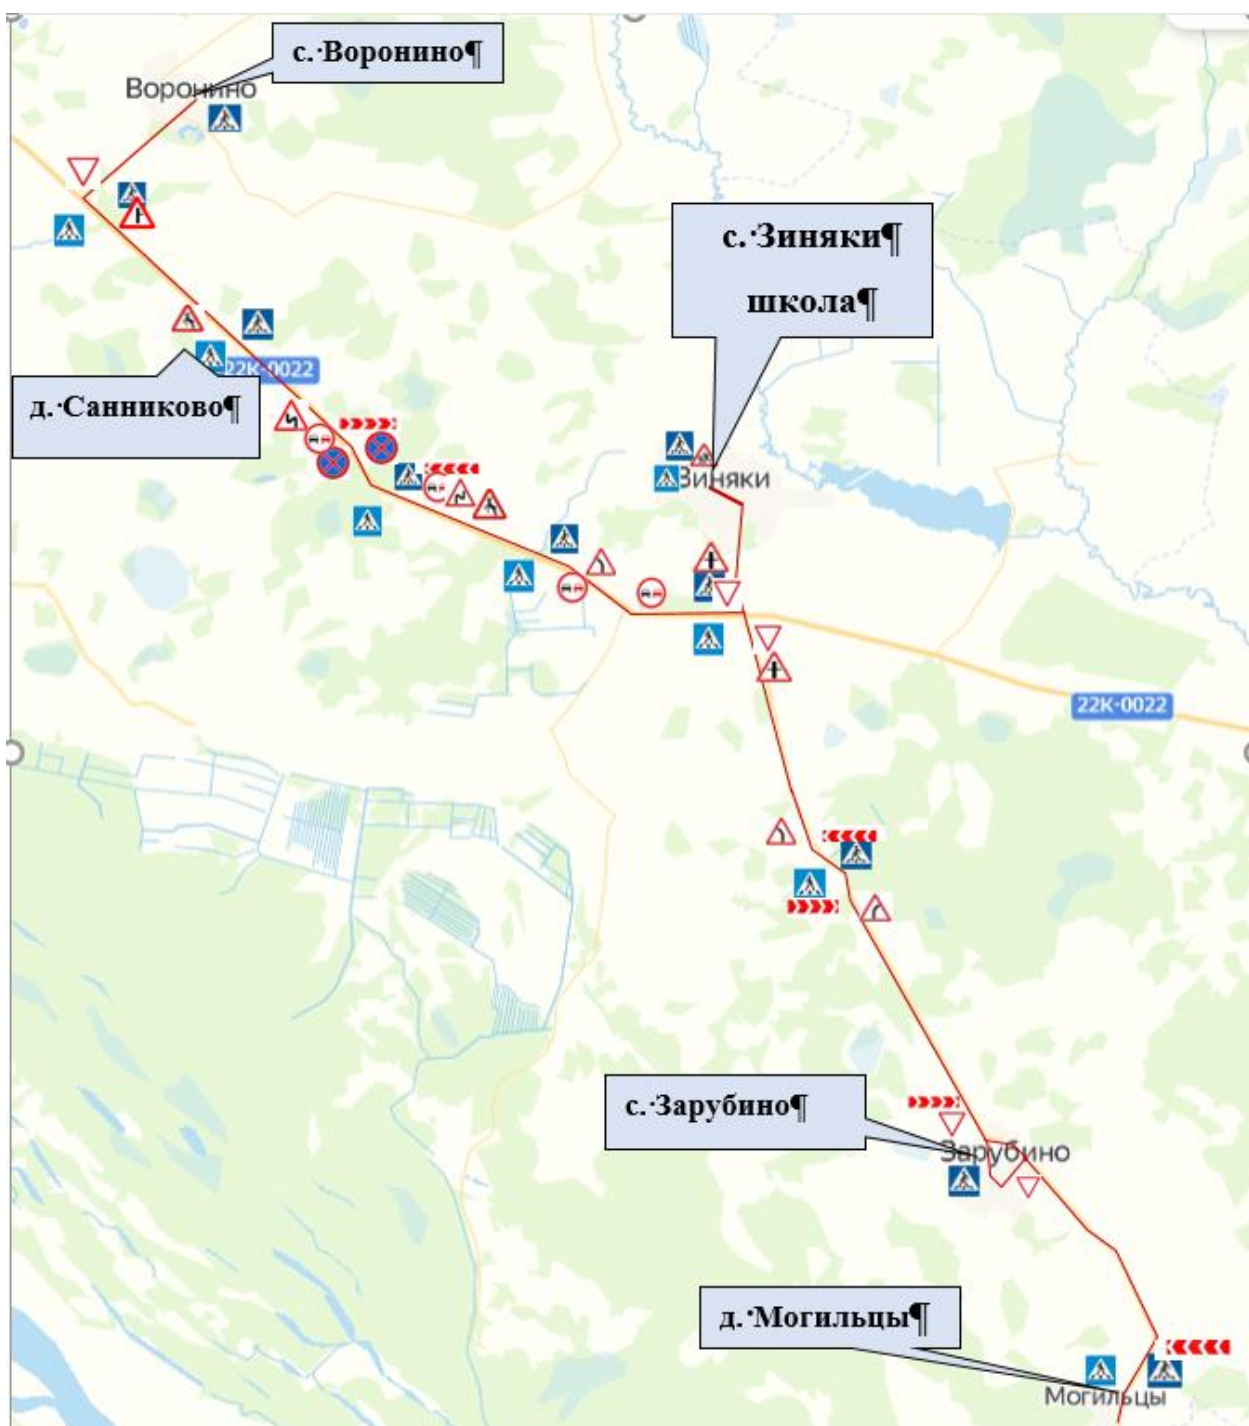 с.·Воронино¶
Воронино
с.·Зиняки¶
школа¶
22К-0022
д.·Санниково¶
Зиняки
22К-0022
с.·Зарубино¶
Зарубино
д.·Могильцы¶
Могильцы